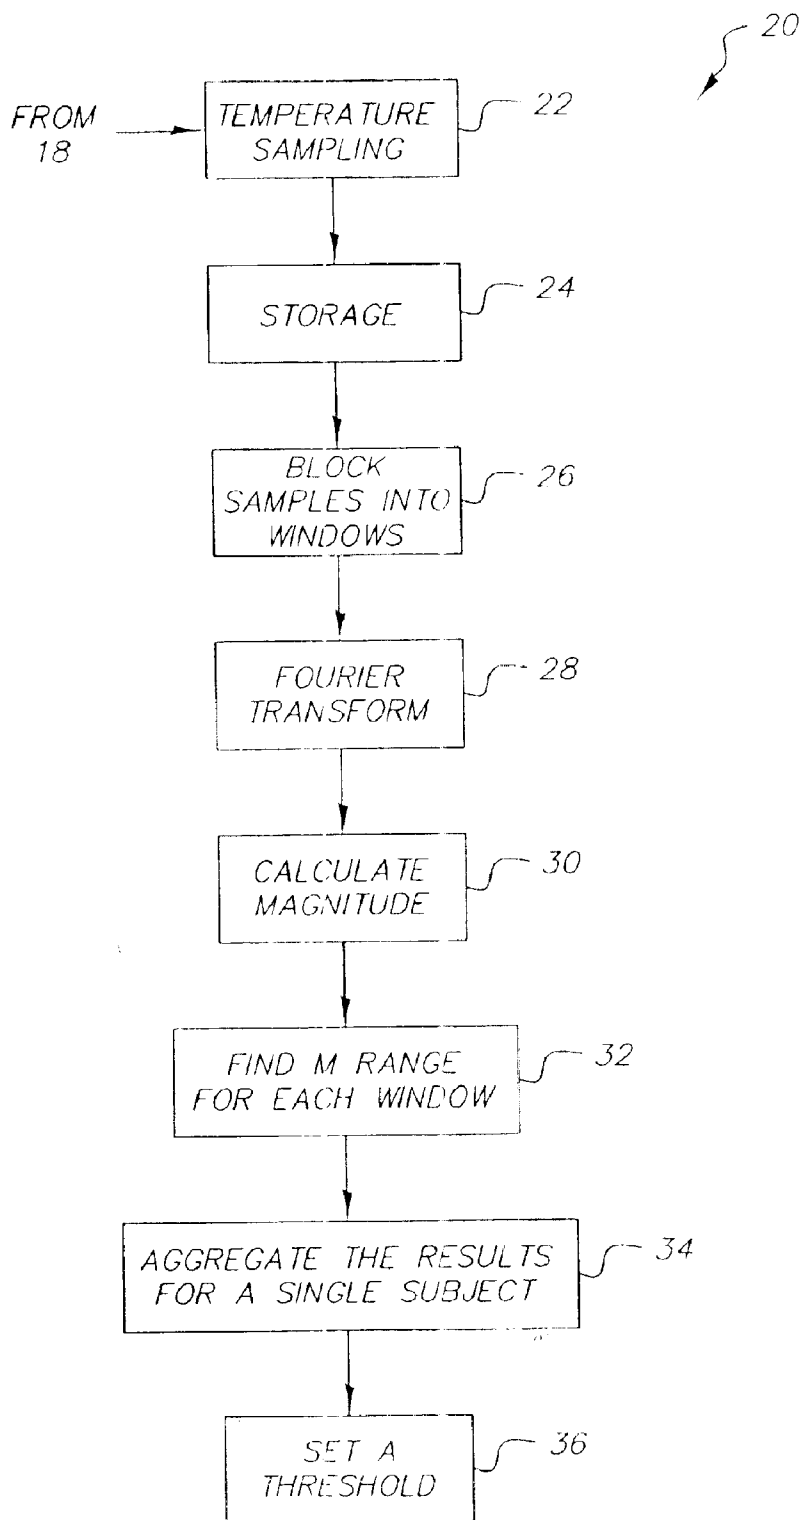 20
FROM
18
TEMPERATURE
SAMPLING
22
STORAGE
24
BLOCK
SAMPLES INTO
WINDOWS
26
FOURIER
TRANSFORM
28
CALCULATE
MAGNITUDE
30
FIND M RANGE
FOR EACH WINDOW
32
AGGREGATE THE RESULTS
FOR A SINGLE SUBJECT
34
SET A
THRESHOLD
36